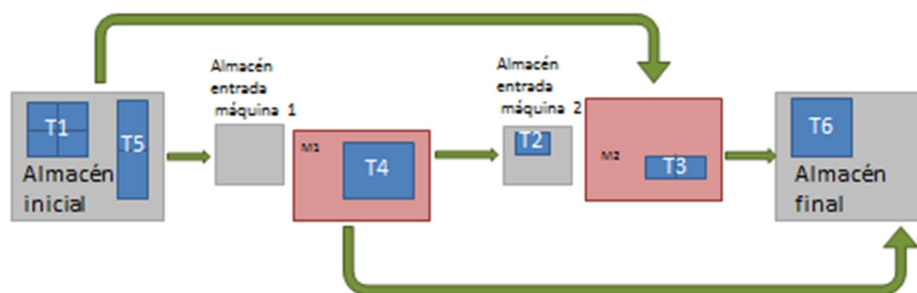 Almacén
entrada
máquina 1
Almacén
entrada
máquina 2
T1
T5
Almacén
inicial
M1
T4
T2
M2
T3
T6
Almacén
final